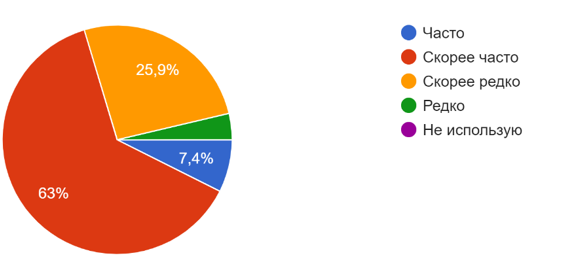 25,9%
7,4%
63%
Часто
Скорее часто
Скорее редко
Редко
Не использую